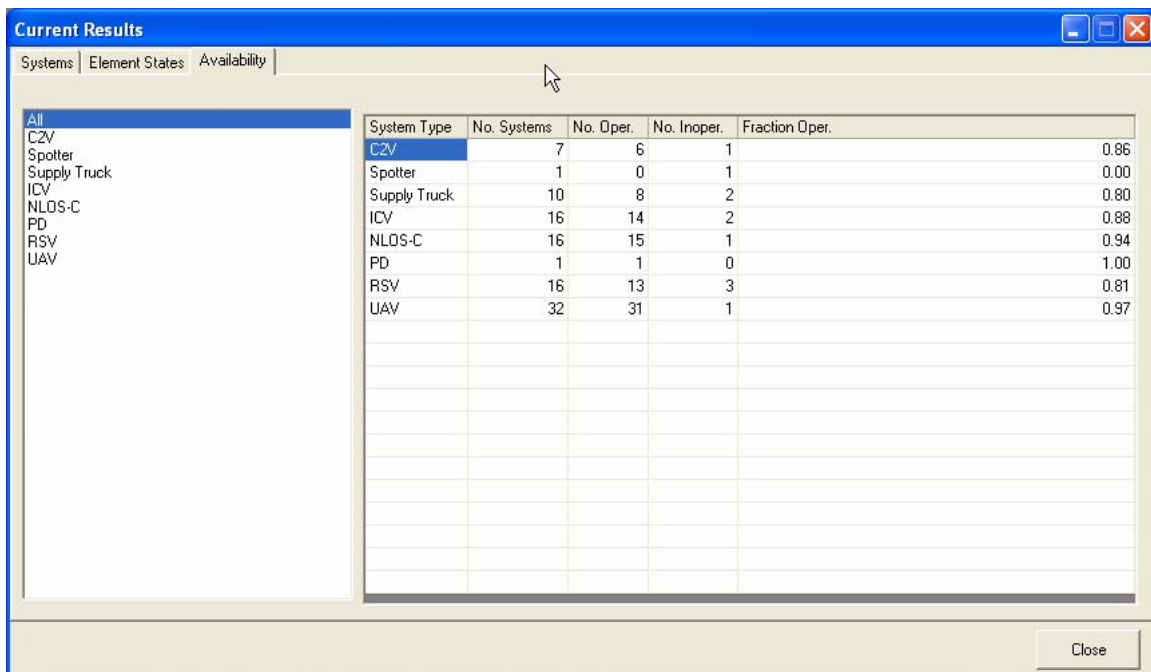 Current Results
Systems Element States Availability
All
C2V
Spotter
Supply Truck
ICV
NLOS-C
PD
RSV
UAV
System Type No. Systems No. Oper. No. Inoper. Fraction Oper.
C2V 7 6 1 0.86
Spotter 1 0 1 0.00
Supply Truck 10 8 2 0.80
ICV 16 14 2 0.88
NLOS-C 16 15 1 0.94
PD 1 1 0 1.00
RSV 16 13 3 0.81
UAV 32 31 1 0.97
Close